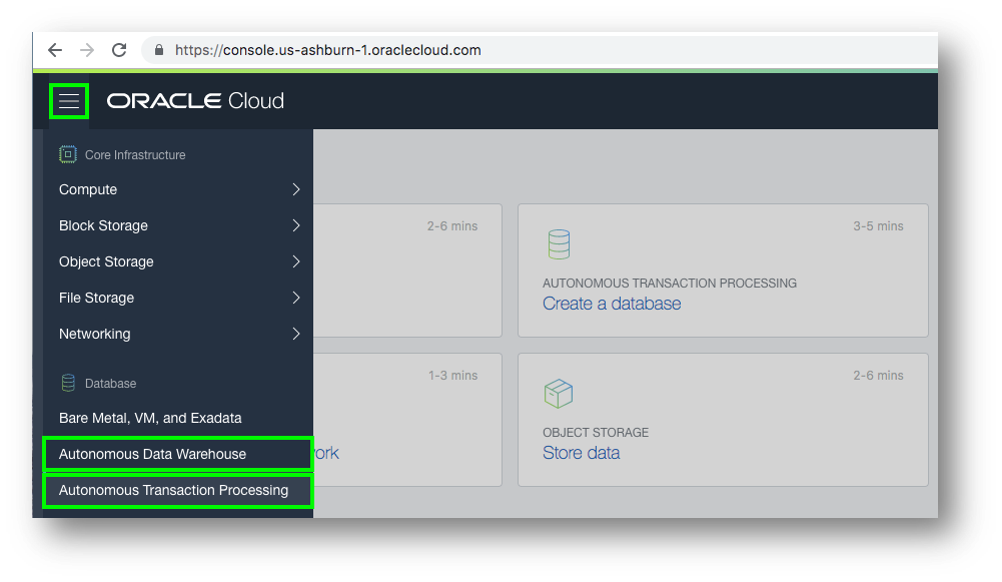 https://console.us-ashburn-1.oraclecloud.com
ORACLE Cloud
Core Infrastructure
Compute
Block Storage
Object Storage
File Storage
Networking
Database
Bare Metal, VM, and Exadata
Autonomous Data Warehouse
Autonomous Transaction Processing
2-6 mins
3-5 mins
AUTONOMOUS TRANSACTION PROCESSING
Create a database
1-3 mins
2-6 mins
OBJECT STORAGE
Store data